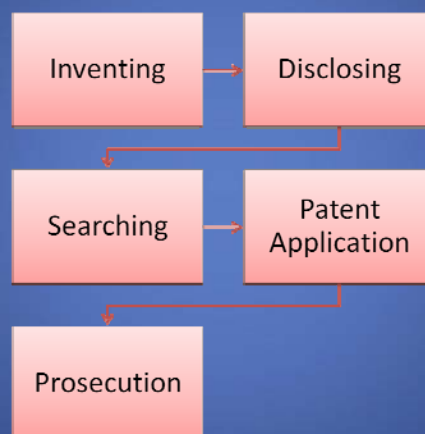 Inventing
Disclosing
Searching
Patent
Application
Prosecution